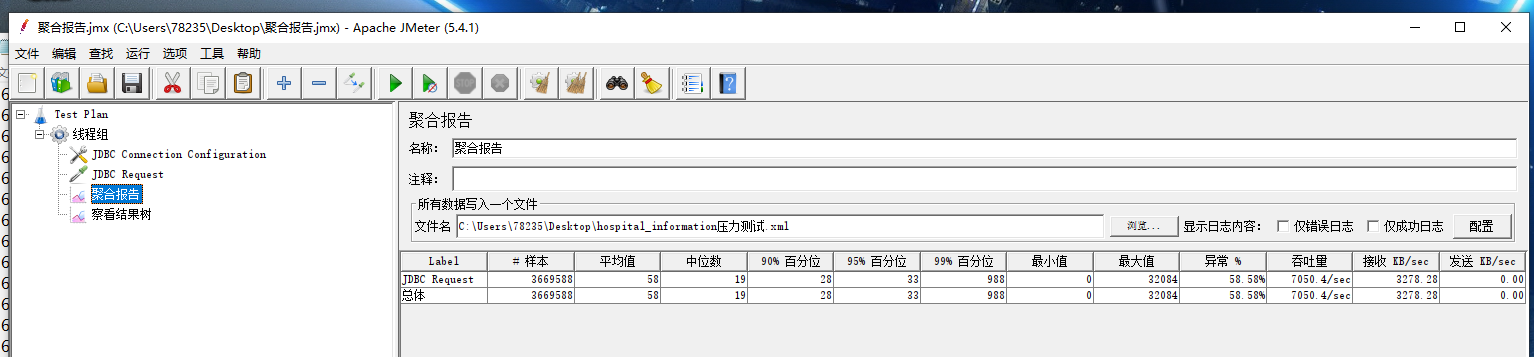 聚合报告.jmx (C:\Users\78235\Desktop\聚合报告.jmx) - Apache JMeter (5.4.1)
文件 编辑 查找 运行 选项 工具 帮助
Test Plan
线程组
JDBC Connection Configuration
JDBC Request
聚合报告
察看结果树
聚合报告
名称: 聚合报告
注释:
所有数据写入一个文件
文件名 C:\Users\78235\Desktop\hospital_information压力测试.xml 浏览... 显示日志内容: 仅错误日志 仅成功日志 配置
Label # 样本 平均值 中位数 90% 百分位 95% 百分位 99% 百分位 最小值 最大值 异常 % 吞吐量 接收 KB/sec 发送 KB/sec
JDBC Request 3669588 58 19 28 33 988 0 32084 58.58% 7050.4/sec 3278.28 0.00
总体 3669588 58 19 28 33 988 0 32084 58.58% 7050.4/sec 3278.28 0.00